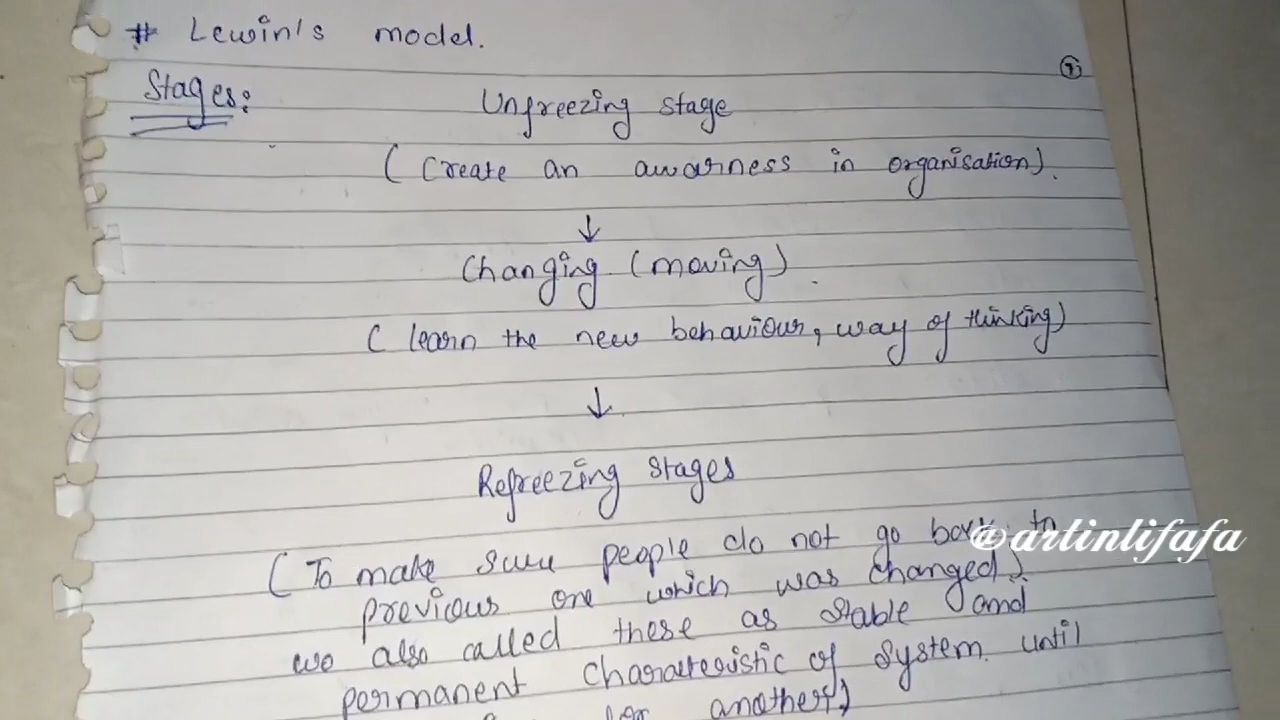 # Lewin's model.
7
Stages: Unfreezing stage
( Create an awarness in organisation).
↓
Changing (moving)
( learn the new behaviour, way of thinking)
↓
Refreezing stages
@artinlifafa
( To make sure people do not go back to
previous one which was changed).
we also called these as stable and
permanent characteristic of system until
for another)